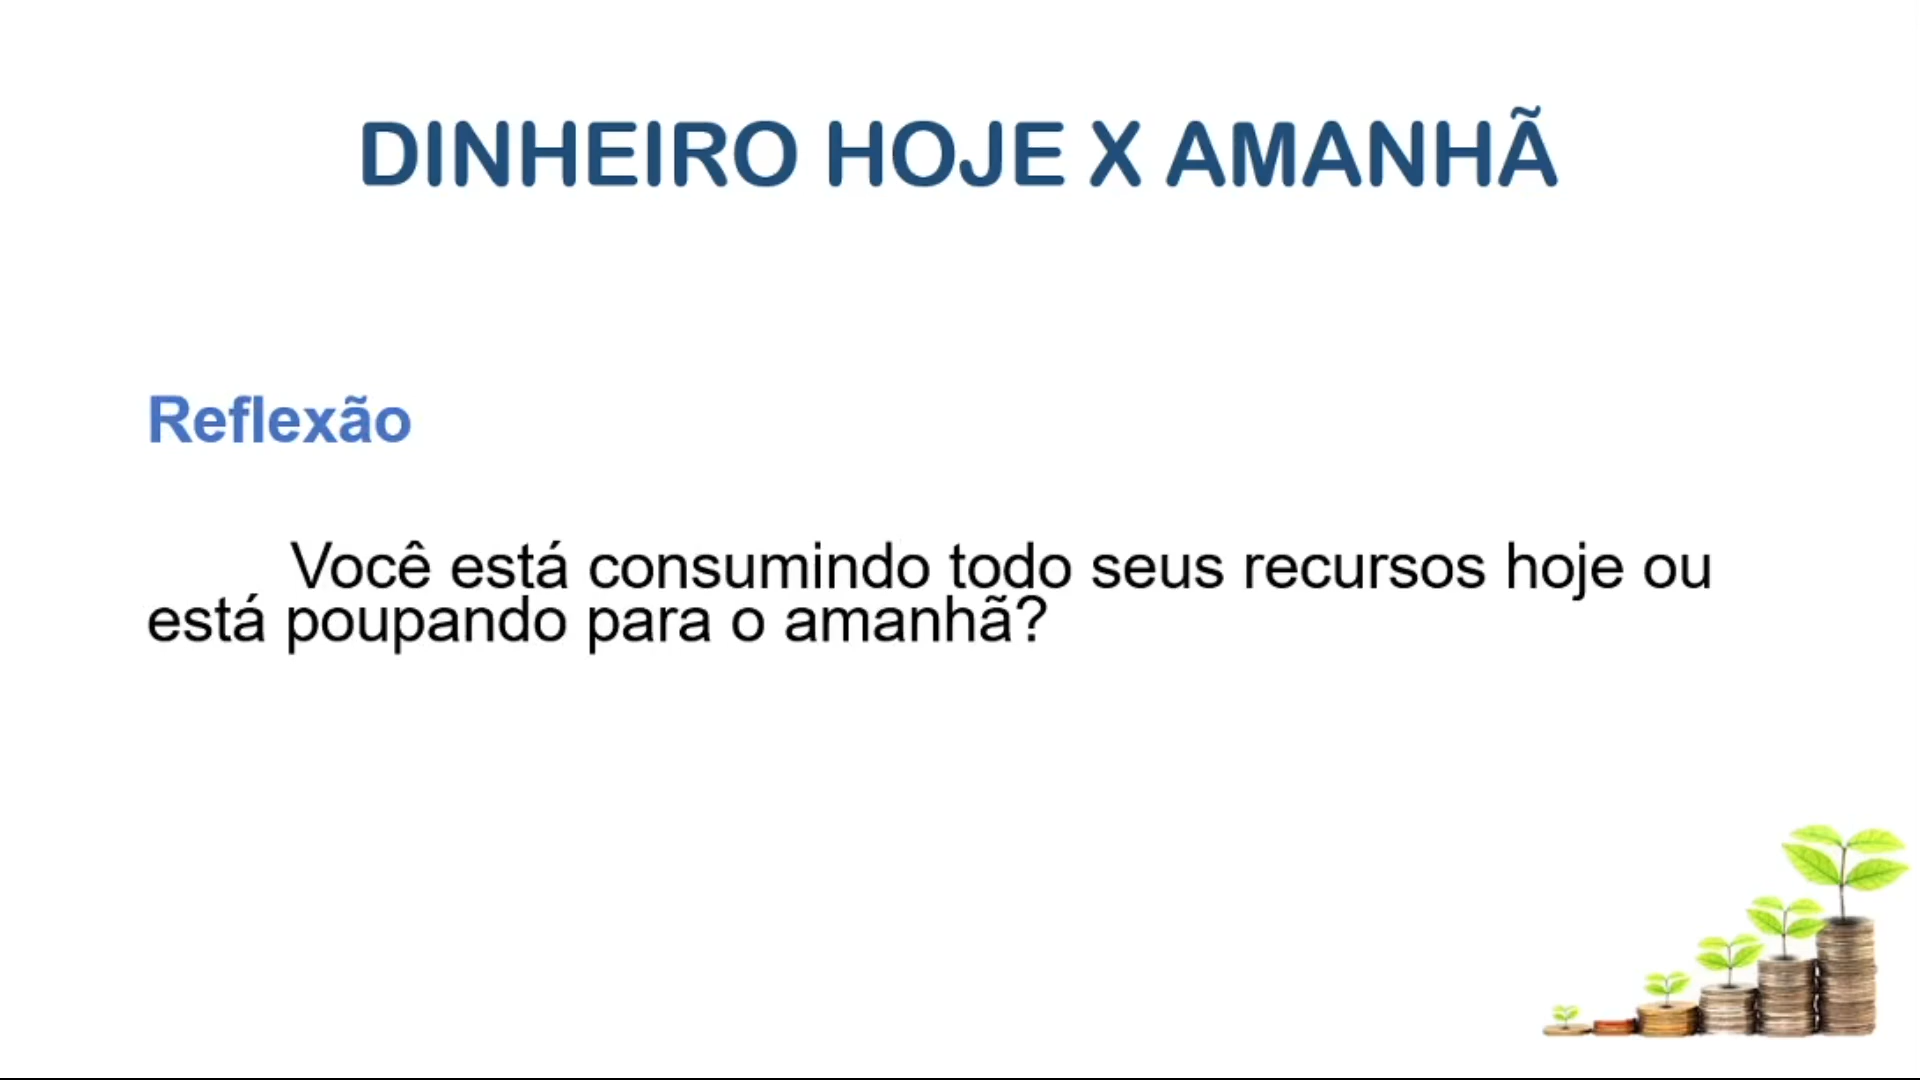 DINHEIRO HOJE X AMANHÃ
Reflexão
Você está consumindo todo seus recursos hoje ou
está poupando para o amanhã?